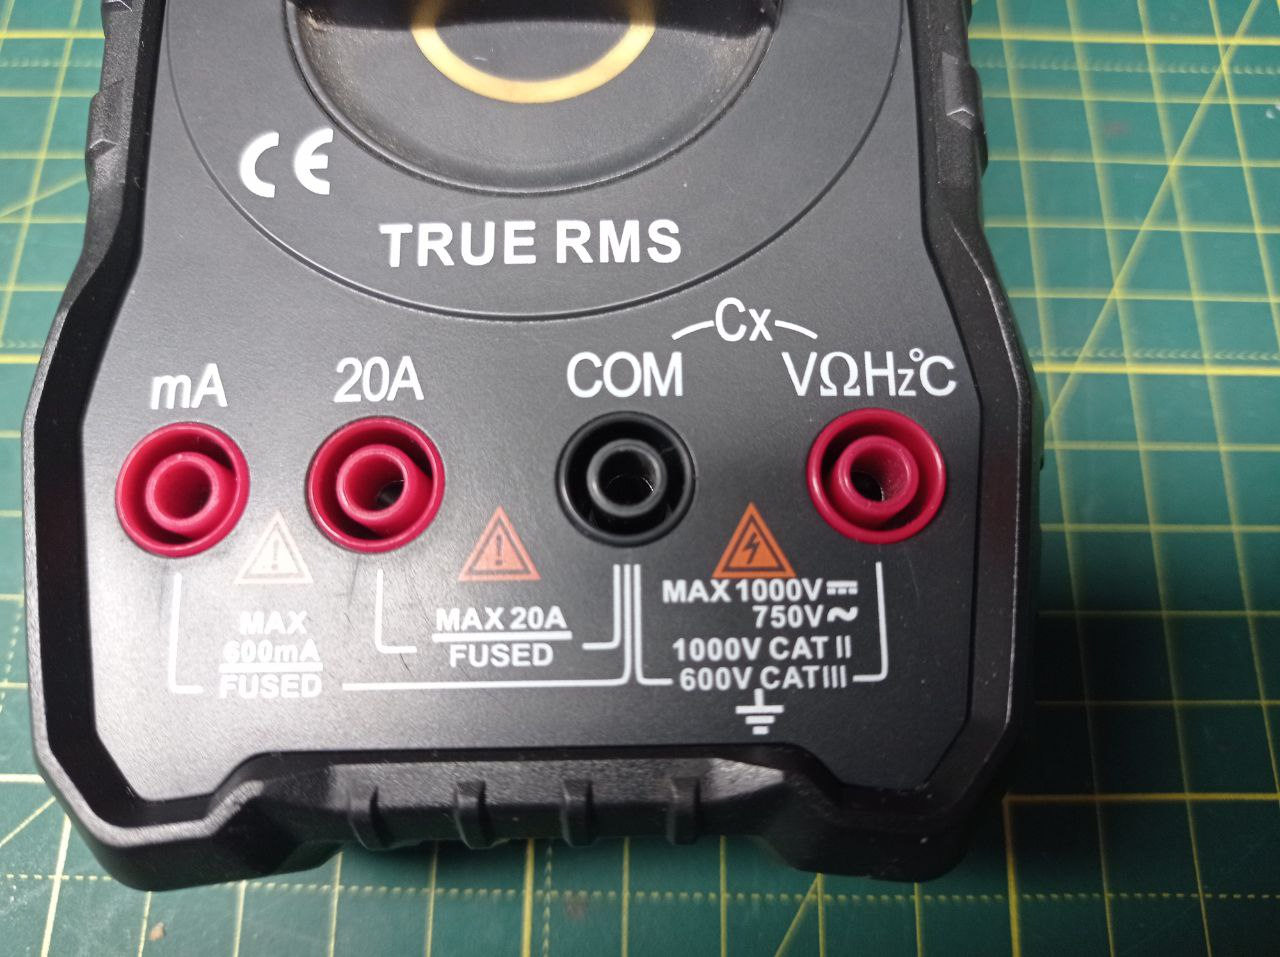 CE
TRUE RMS
Cx
mA 20A COM VΩHz°C
MAX 600mA FUSED
MAX 20A FUSED
MAX 1000V⎓
750V~
1000V CAT II
600V CAT III